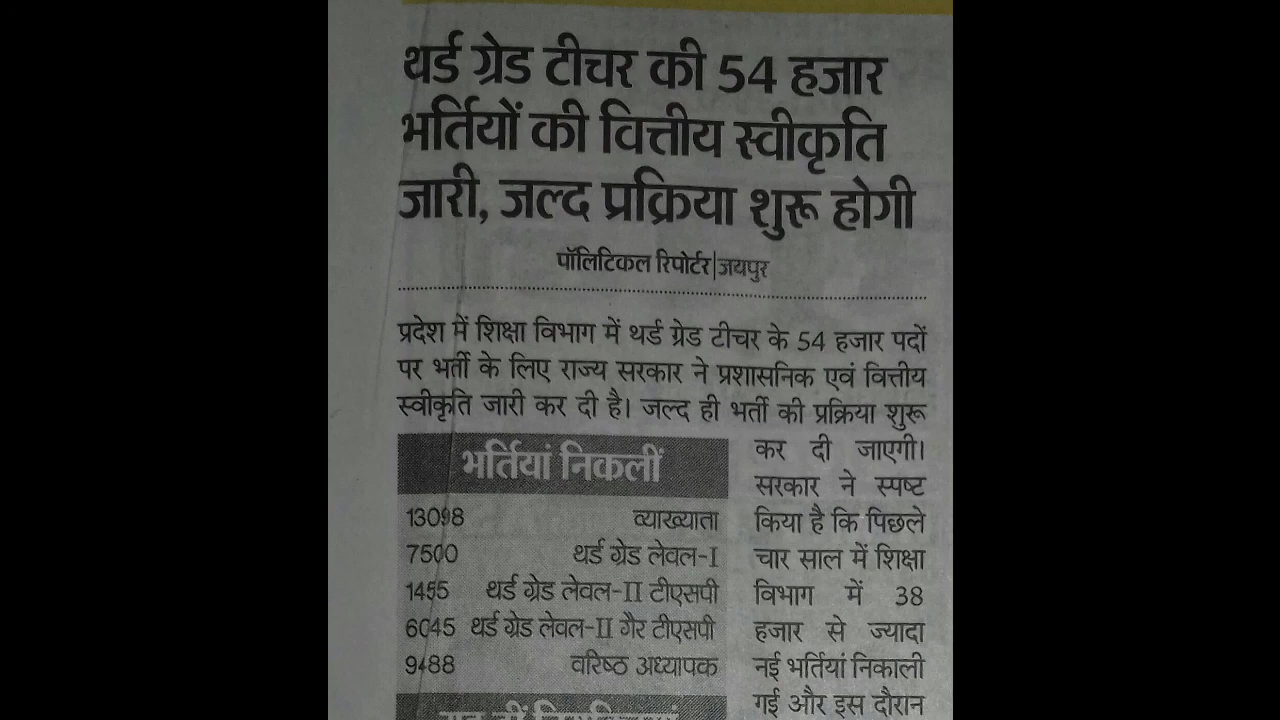 थर्ड ग्रेड टीचर की 54 हजार
भर्तियों की वित्तीय स्वीकृति
जारी, जल्द प्रक्रिया शुरू होगी
पॉलिटिकल रिपोर्टर|जयपुर
प्रदेश में शिक्षा विभाग में थर्ड ग्रेड टीचर के 54 हजार पदों
पर भर्ती के लिए राज्य सरकार ने प्रशासनिक एवं वित्तीय
स्वीकृति जारी कर दी है। जल्द ही भर्ती की प्रक्रिया शुरू
भर्तियां निकलीं
13098 व्याख्याता
7500 थर्ड ग्रेड लेवल-I
1455 थर्ड ग्रेड लेवल-II टीएसपी
6045 थर्ड ग्रेड लेवल-II गैर टीएसपी
9488 वरिष्ठ अध्यापक
कर दी जाएगी।
सरकार ने स्पष्ट
किया है कि पिछले
चार साल में शिक्षा
विभाग में 38
हजार से ज्यादा
नई भर्तियां निकाली
गई और इस दौरान